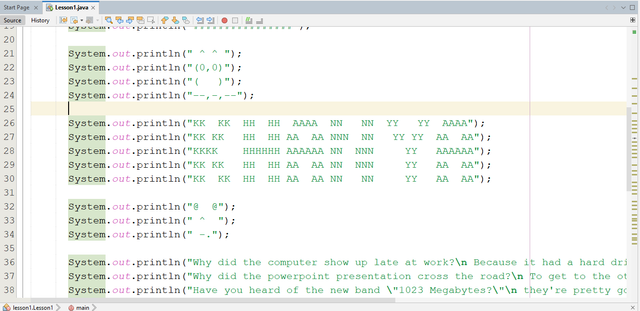 Start Page Lesson1.java
Source History
19 System.out.println("
20
21 System.out.println(" ^ ^ ");
22 System.out.println("(0,0)");
23 System.out.println("(   )");
24 System.out.println("--,-,--");
25
26 System.out.println("KK  KK  HH  HH  AAAA  NN   NN  YY   YY  AAAA");
27 System.out.println("KK KK   HH  HH AA  AA NNN  NN   YY YY  AA  AA");
28 System.out.println("KKKK    HHHHHH AAAAAA NN  NNN     YY   AAAAAA");
29 System.out.println("KK KK   HH  HH AA  AA NN  NNN     YY   AA  AA");
30 System.out.println("KK  KK  HH  HH AA  AA NN   NN     YY   AA  AA");
31
32 System.out.println("@  @");
33 System.out.println(" ^  ");
34 System.out.println(" -.");
35
36 System.out.println("Why did the computer show up late at work?\n Because it had a hard dri
37 System.out.println("Why did the powerpoint presentation cross the road?\n To get to the ot
38 System.out.println("Have you heard of the new band \"1023 Megabytes?\"\n they're pretty go
lesson1.Lesson1 main